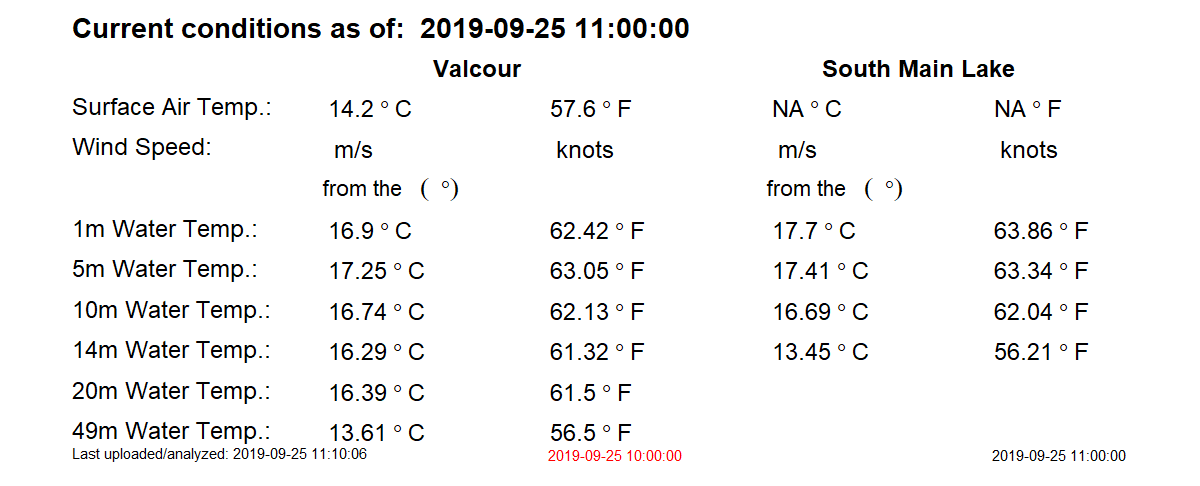 Current conditions as of: 2019-09-25 11:00:00
Valcour South Main Lake
Surface Air Temp.: 14.2 ° C 57.6 ° F NA ° C NA ° F
Wind Speed: m/s knots m/s knots
from the ( °) from the ( °)
1m Water Temp.: 16.9 ° C 62.42 ° F 17.7 ° C 63.86 ° F
5m Water Temp.: 17.25 ° C 63.05 ° F 17.41 ° C 63.34 ° F
10m Water Temp.: 16.74 ° C 62.13 ° F 16.69 ° C 62.04 ° F
14m Water Temp.: 16.29 ° C 61.32 ° F 13.45 ° C 56.21 ° F
20m Water Temp.: 16.39 ° C 61.5 ° F
49m Water Temp.: 13.61 ° C 56.5 ° F
Last uploaded/analyzed: 2019-09-25 11:10:06 2019-09-25 10:00:00 2019-09-25 11:00:00